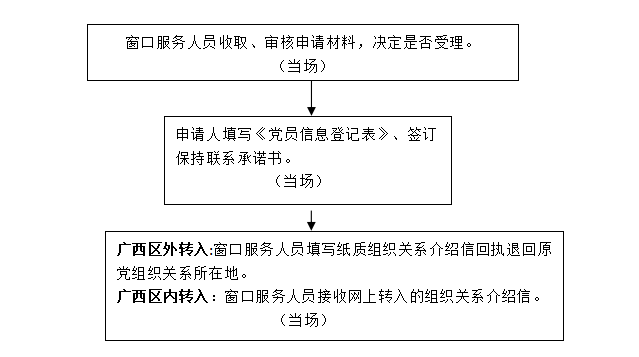 窗口服务人员收取、审核申请材料，决定是否受理。
（当场）
申请人填写《党员信息登记表》、签订
保持联系承诺书。
（当场）
广西区外转入:窗口服务人员填写纸质组织关系介绍信回执退回原
党组织关系所在地。
广西区内转入：窗口服务人员接收网上转入的组织关系介绍信。
（当场）